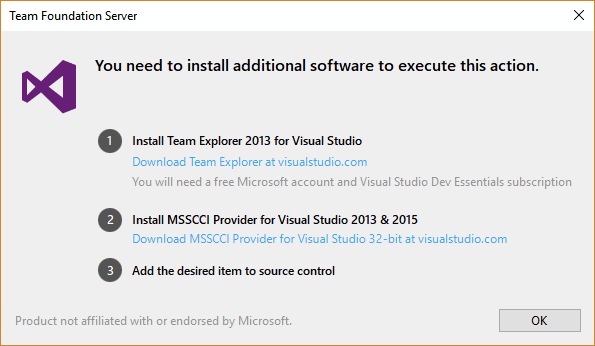 Team Foundation Server
You need to install additional software to execute this action.
1 Install Team Explorer 2013 for Visual Studio
Download Team Explorer at visualstudio.com
You will need a free Microsoft account and Visual Studio Dev Essentials subscription
2 Install MSSCCI Provider for Visual Studio 2013 & 2015
Download MSSCCI Provider for Visual Studio 32-bit at visualstudio.com
3 Add the desired item to source control
Product not affiliated with or endorsed by Microsoft.
OK